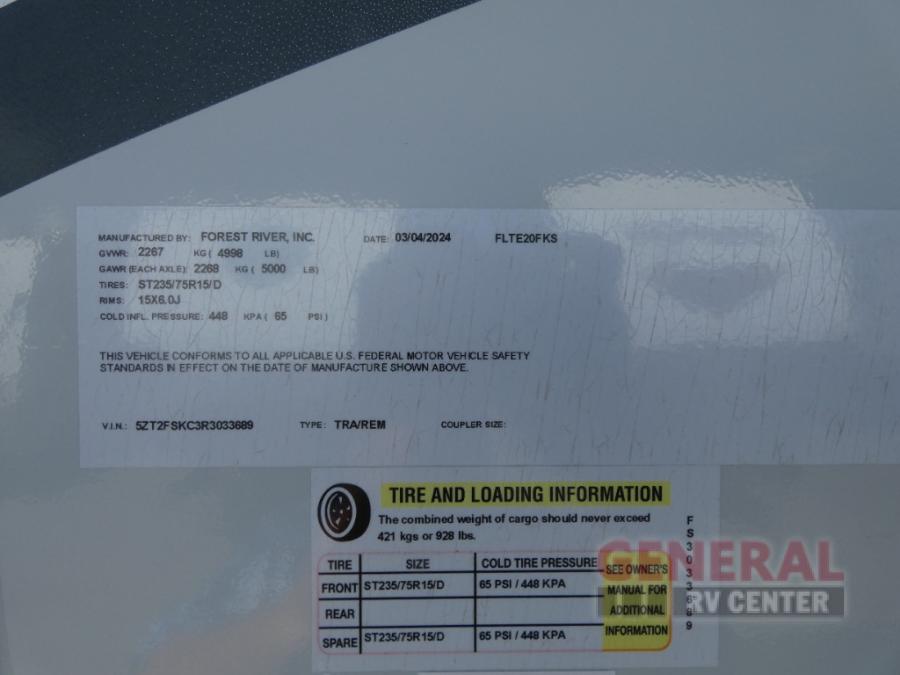 MANUFACTURED BY: FOREST RIVER, INC. DATE: 03/04/2024 FLTE20FKS
GVWR: 2267 KG ( 4998 LB)
GAWR (EACH AXLE): 2268 KG ( 5000 LB)
TIRES: ST235/75R15/D
RIMS: 15X6.0J
COLD INFL. PRESSURE: 448 KPA ( 65 PSI )
THIS VEHICLE CONFORMS TO ALL APPLICABLE U.S. FEDERAL MOTOR VEHICLE SAFETY
STANDARDS IN EFFECT ON THE DATE OF MANUFACTURE SHOWN ABOVE.
V.I.N.: 5ZT2FSKC3R3033689 TYPE: TRA/REM COUPLER SIZE:
TIRE AND LOADING INFORMATION
The combined weight of cargo should never exceed
421 kgs or 928 lbs.
TIRE SIZE COLD TIRE PRESSURE
FRONT ST235/75R15/D 65 PSI / 448 KPA
REAR
SPARE ST235/75R15/D 65 PSI / 448 KPA
SEE OWNER'S
MANUAL FOR
ADDITIONAL
INFORMATION
FS3033689
GENERAL
RV CENTER